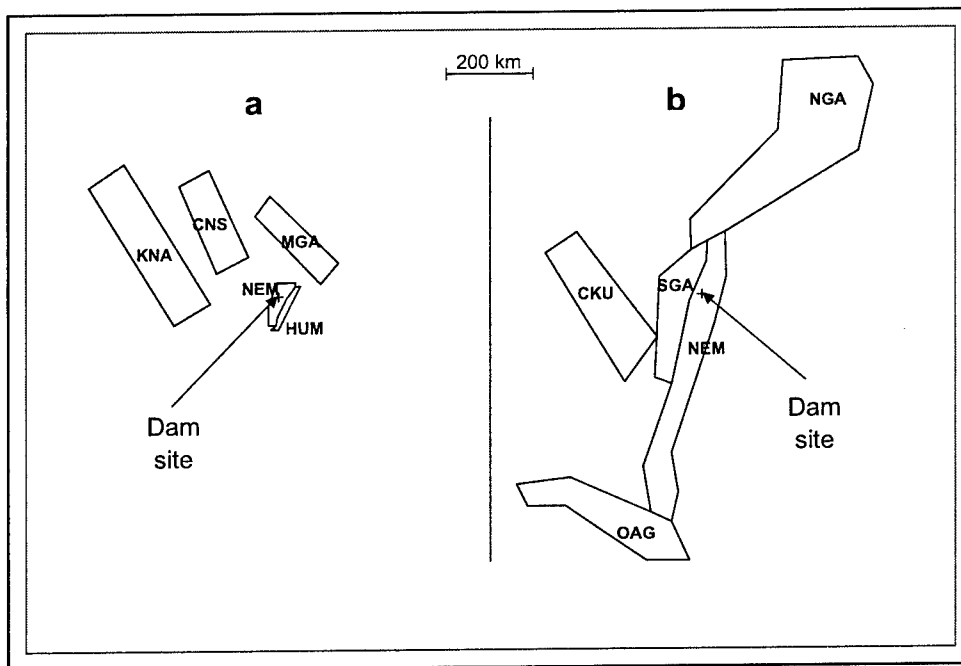 200 km
a
KNA
CNS
MGA
NEM
HUM
Dam
site
b
NGA
CKU
SGA
NEM
Dam
site
OAG